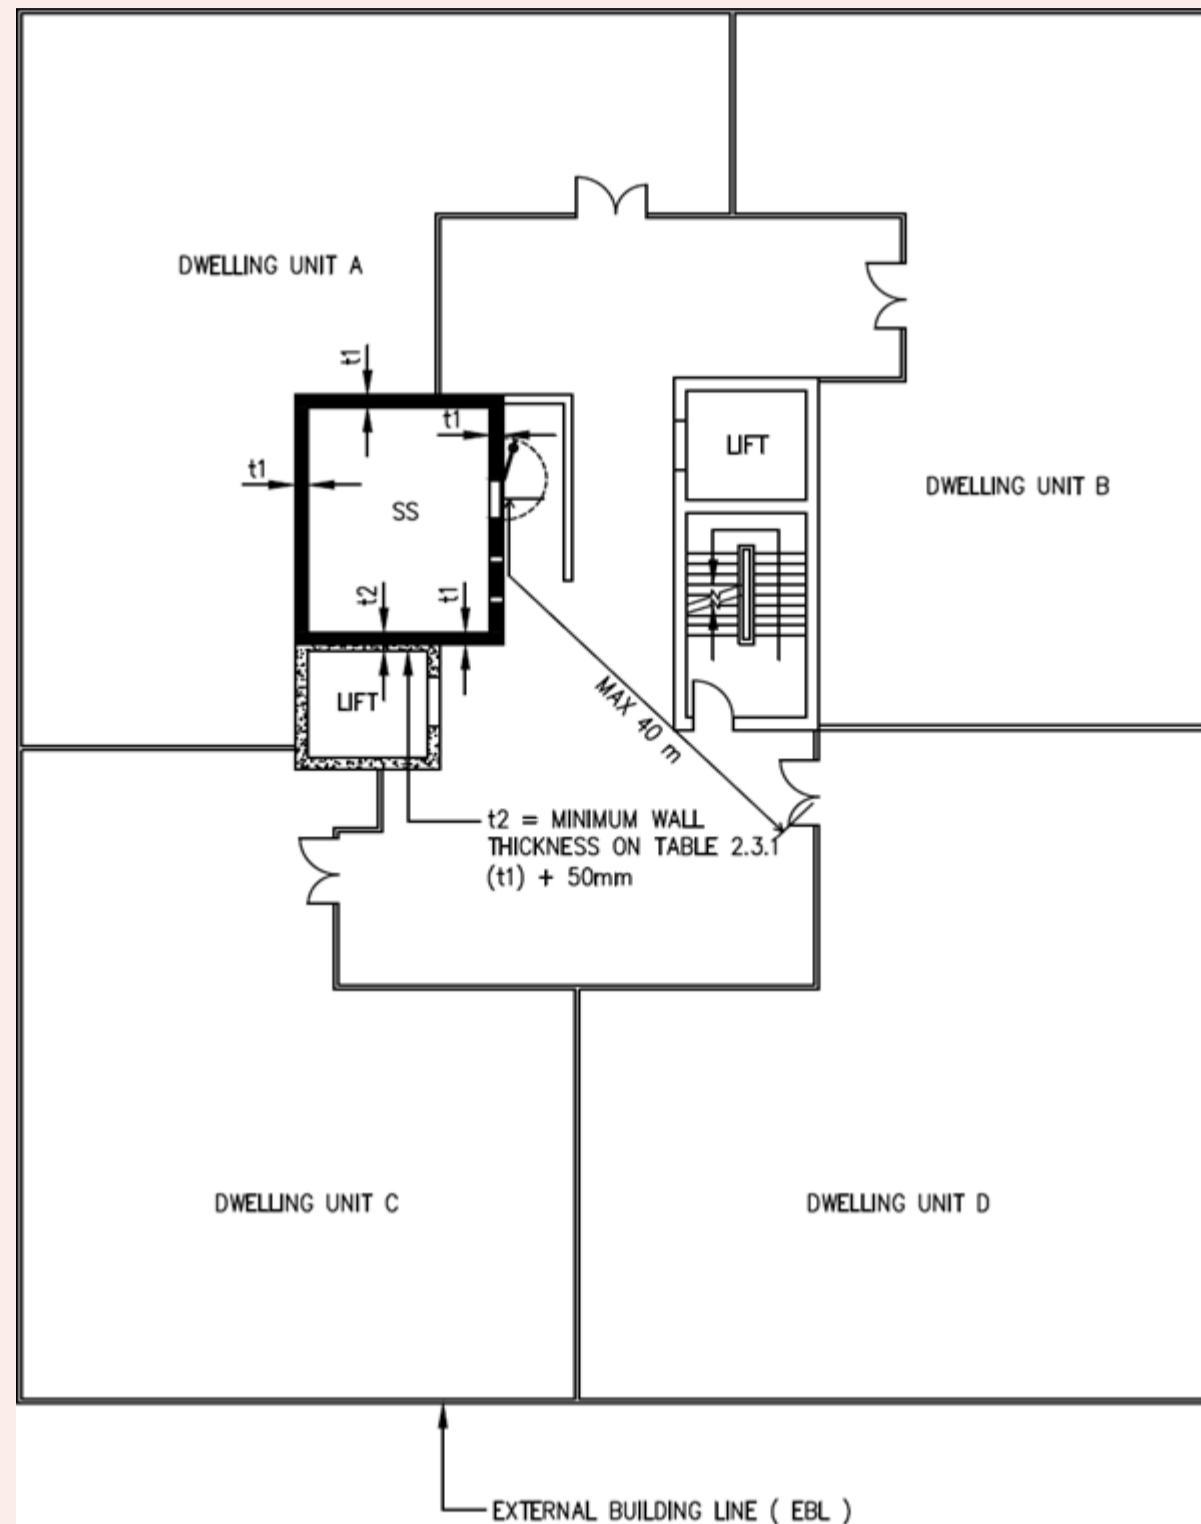 DWELLING UNIT A
t1
t1
t1
LIFT
SS
DWELLING UNIT B
t2
t1
LIFT
MAX 40 m
t2 = MINIMUM WALL
THICKNESS ON TABLE 2.3.1
(t1) + 50mm
DWELLING UNIT C
DWELLING UNIT D
EXTERNAL BUILDING LINE ( EBL )